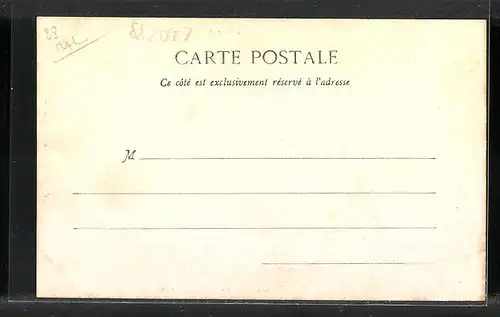 CARTE POSTALE
Ce côté est exclusivement réservé à l'adresse
M